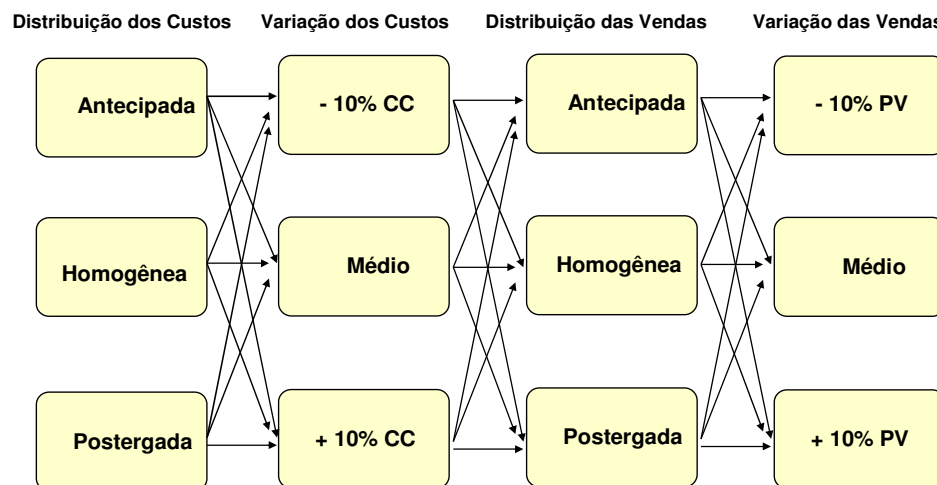 Distribuição dos Custos
Variação dos Custos
Distribuição das Vendas
Variação das Vendas
Antecipada
- 10% CC
Antecipada
- 10% PV
Homogênea
Médio
Homogênea
Médio
Postergada
+ 10% CC
Postergada
+ 10% PV